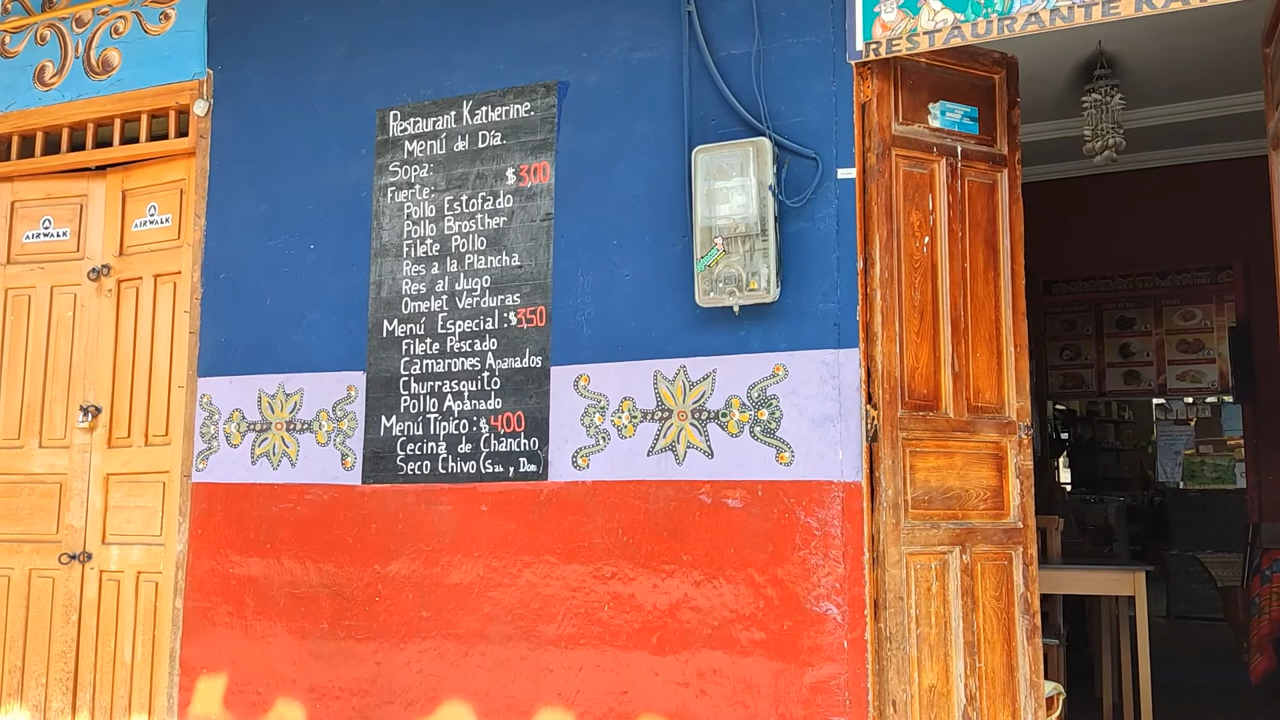 RESTAURANTE
AIRWALK
AIRWALK
Restaurant Katherine.
Menú del Día.
Sopa: $ 3,00
Fuerte:
Pollo Estofado
Pollo Brosther
Filete Pollo
Res a la Plancha
Res al Jugo
Omelet Verduras
Menú Especial: $3,50
Filete Pescado
Camarones Apanados
Churrasquito
Pollo Apanado
Menú Típico: $4,00
Cecina de Chancho
Seco Chivo (Sab y Dom)